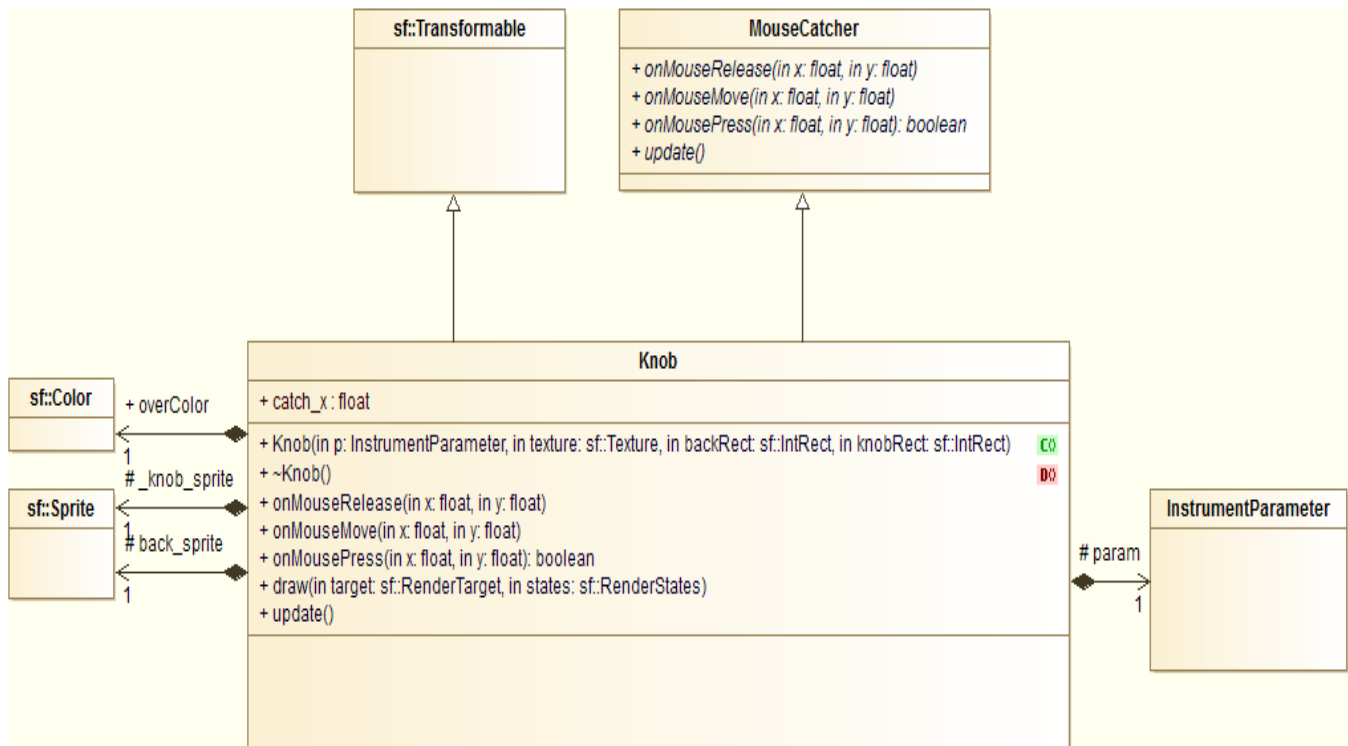 sf::Transformable
MouseCatcher
+ onMouseRelease(in x: float, in y: float)
+ onMouseMove(in x: float, in y: float)
+ onMousePress(in x: float, in y: float): boolean
+ update()
Knob
+ catch_x : float
+ Knob(in p: InstrumentParameter, in texture: sf::Texture, in backRect: sf::IntRect, in knobRect: sf::IntRect)
C()
+ ~Knob()
D()
+ onMouseRelease(in x: float, in y: float)
+ onMouseMove(in x: float, in y: float)
+ onMousePress(in x: float, in y: float): boolean
+ draw(in target: sf::RenderTarget, in states: sf::RenderStates)
+ update()
sf::Color
+ overColor
1
# _knob_sprite
sf::Sprite
1
# back_sprite
1
InstrumentParameter
# param
1